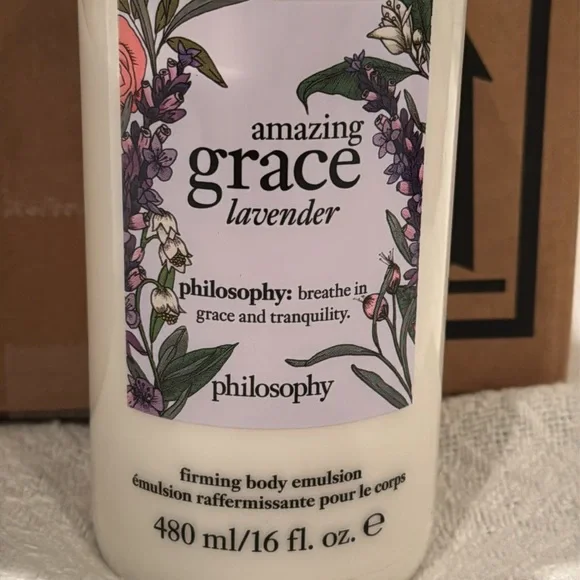 amazing
grace
lavender
philosophy: breathe in
grace and tranquility.
philosophy
firming body emulsion
émulsion raffermissante pour le corps
480 ml/16 fl. oz. e